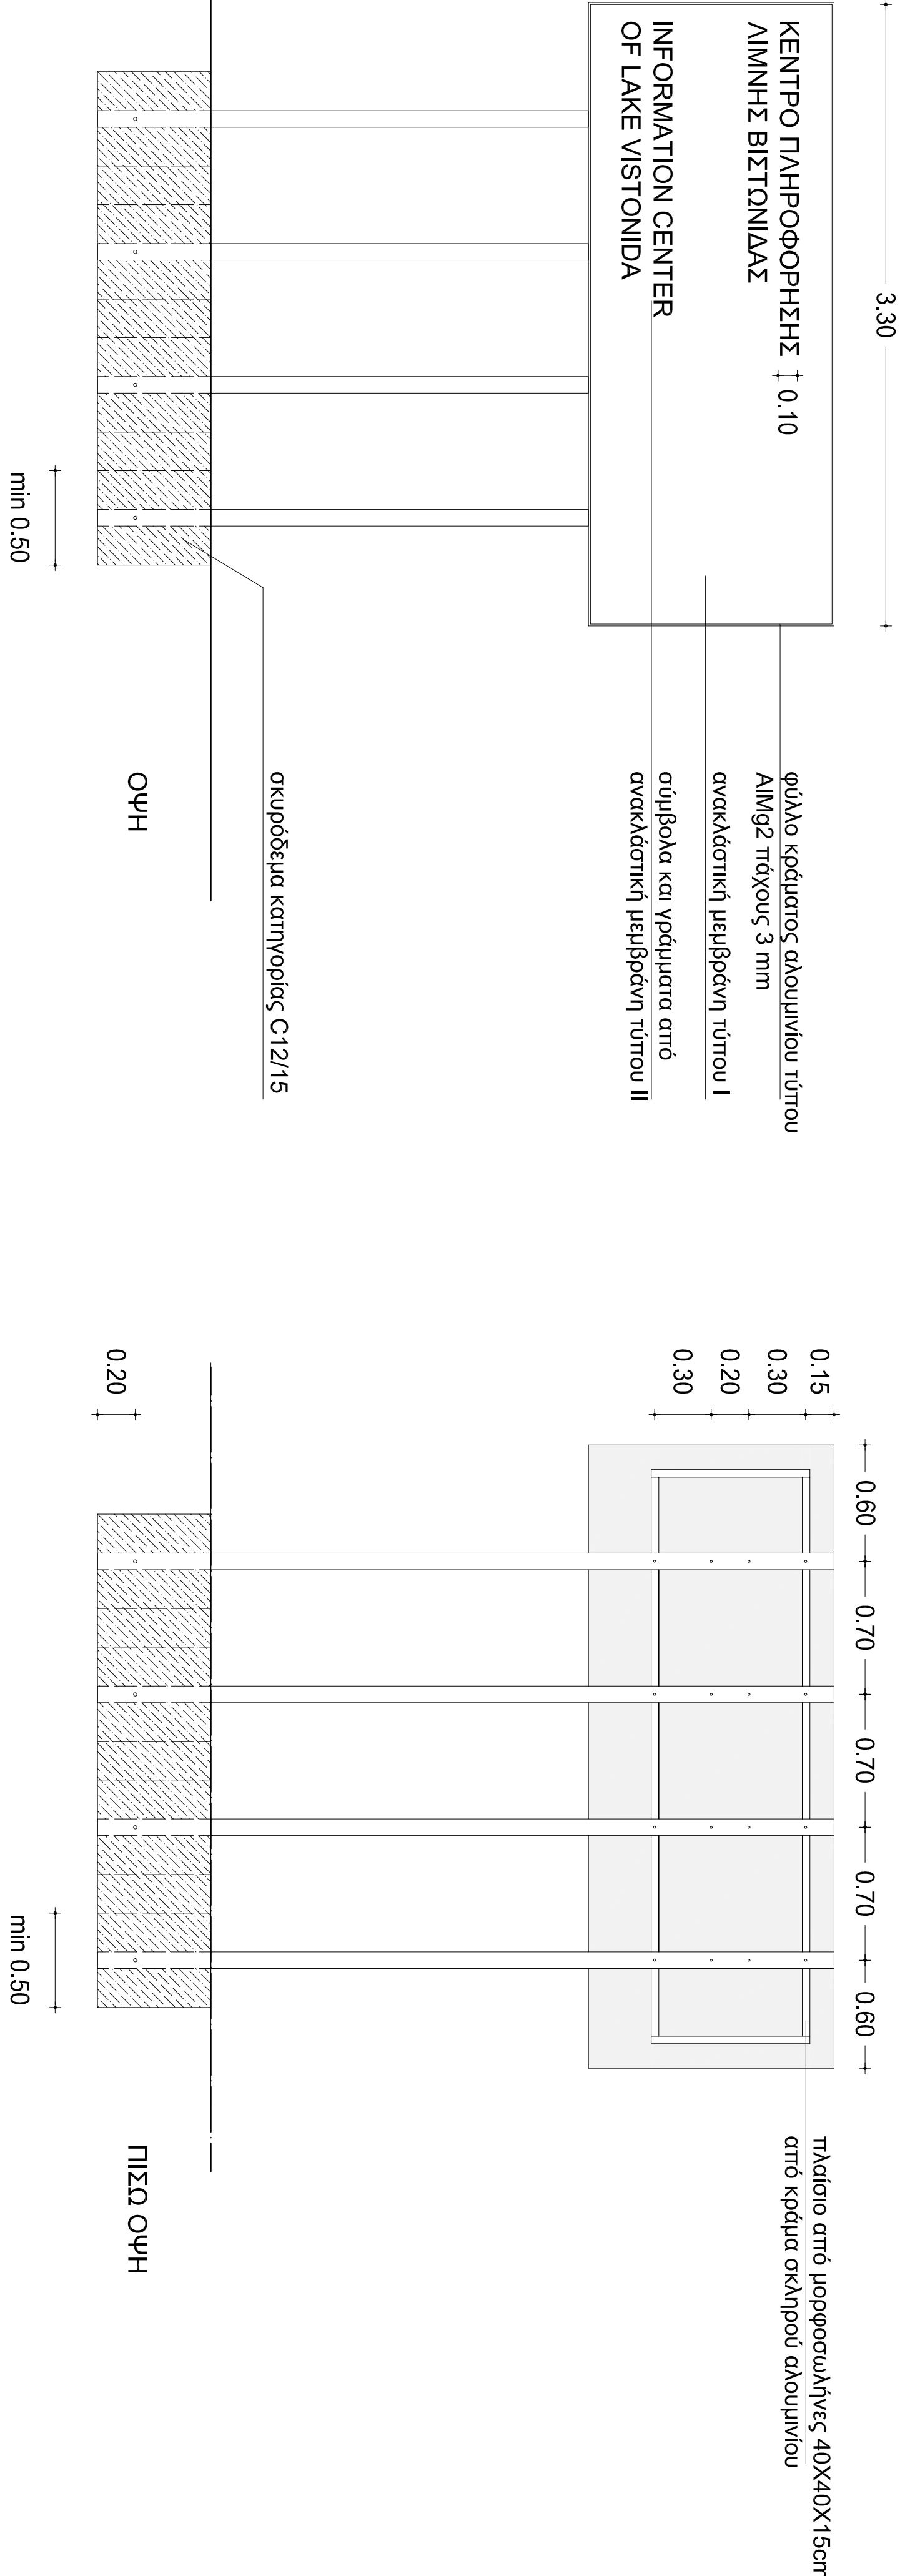 3.30
ΚΕΝΤΡΟ ΠΛΗΡΟΦΟΡΗΣΗΣ
ΛΙΜΝΗΣ ΒΙΣΤΩΝΙΔΑΣ
0.10
INFORMATION CENTER
OF LAKE VISTONIDA
φύλλο κράματος αλουμινίου τύπου
AlMg2 πάχους 3 mm
ανακλάστική μεμβράνη τύπου I
σύμβολα και γράμματα από
ανακλάστική μεμβράνη τύπου II
σκυρόδεμα κατηγορίας C12/15
min 0.50
ΟΨΗ
0.60
0.70
0.70
0.70
0.60
0.15
0.30
0.20
0.30
0.20
πλαίσιο από μορφοσωλήνες 40Χ40Χ15cm
από κράμα σκληρού αλουμινίου
min 0.50
ΠΙΣΩ ΟΨΗ